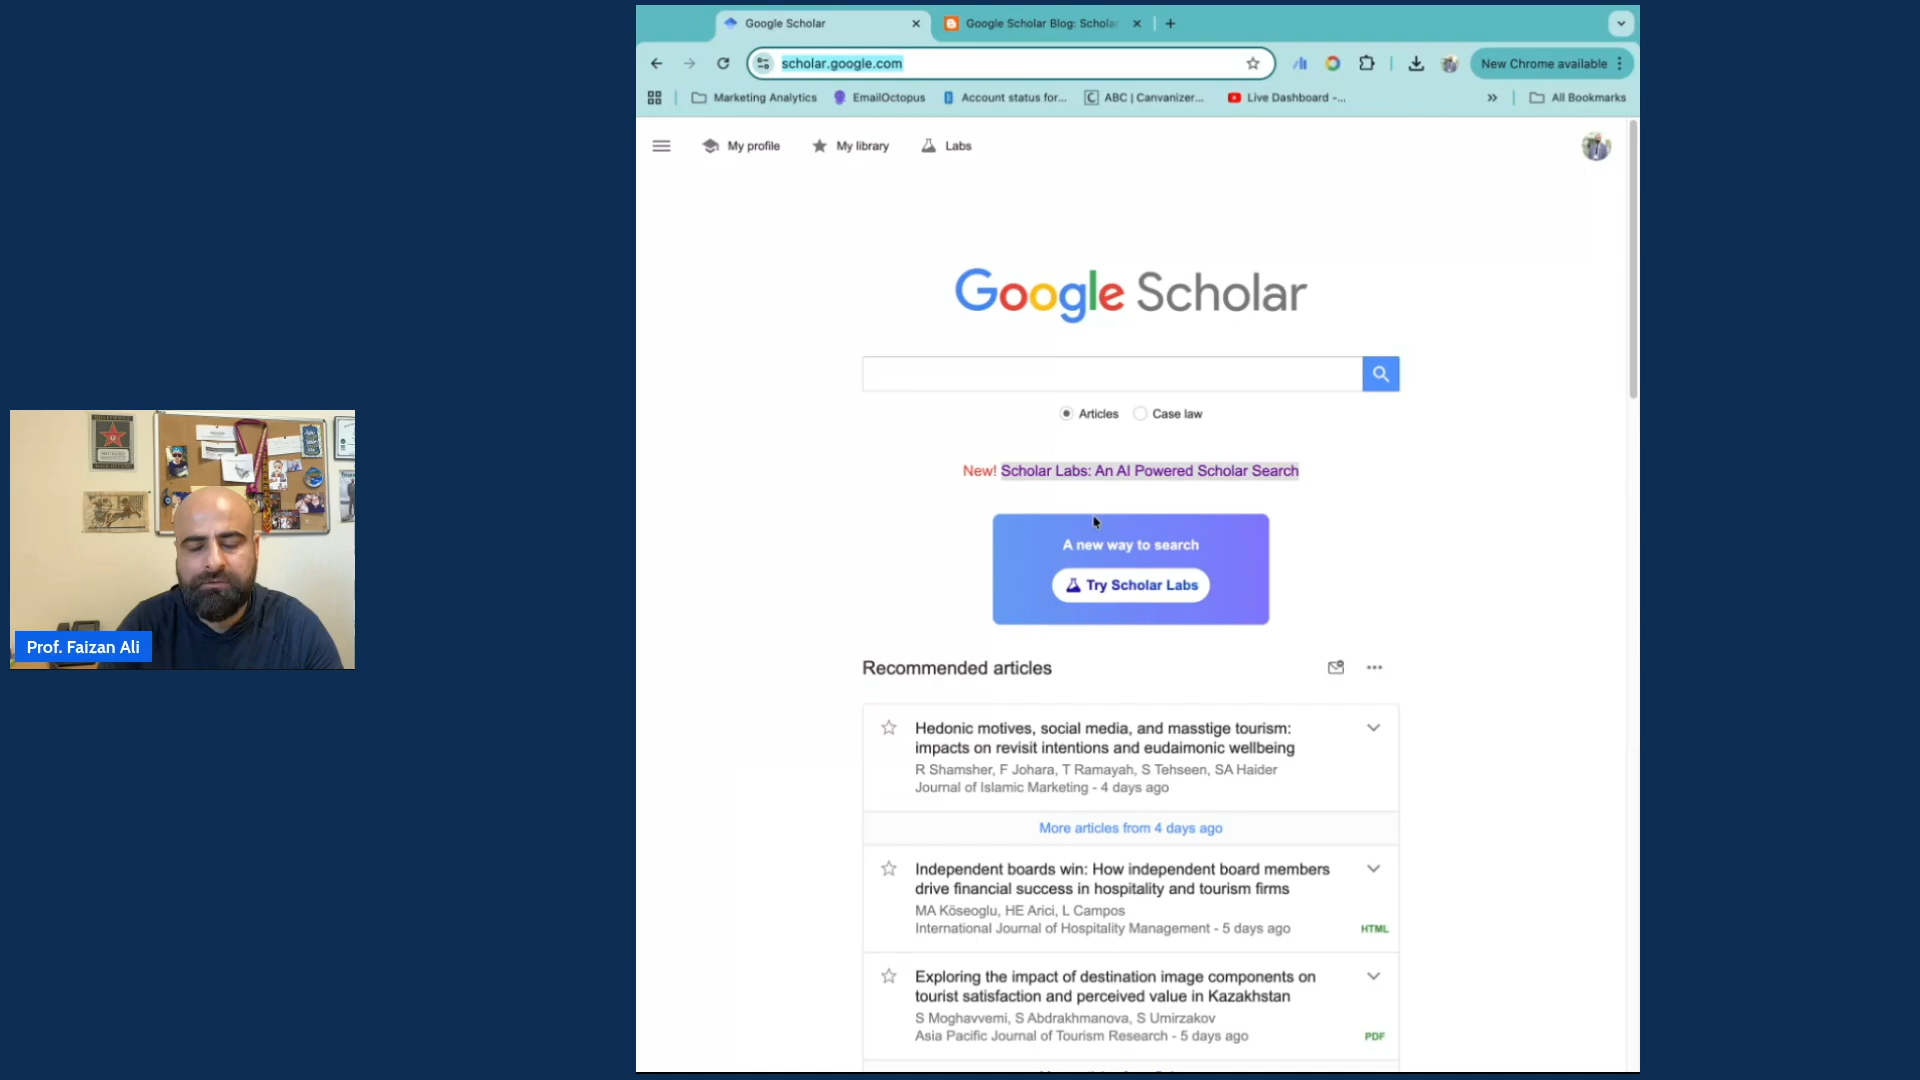 Google Scholar
Google Scholar Blog: Schola
scholar.google.com
New Chrome available
Marketing Analytics
EmailOctopus
Account status for...
ABC | Canvanizer...
Live Dashboard -...
All Bookmarks
My profile
My library
Labs
Google Scholar
Articles
Case law
New! Scholar Labs: An AI Powered Scholar Search
A new way to search
Try Scholar Labs
Recommended articles
Hedonic motives, social media, and masstige tourism:
impacts on revisit intentions and eudaimonic wellbeing
R Shamsher, F Johara, T Ramayah, S Tehseen, SA Haider
Journal of Islamic Marketing - 4 days ago
More articles from 4 days ago
Independent boards win: How independent board members
drive financial success in hospitality and tourism firms
MA Köseoglu, HE Arici, L Campos
International Journal of Hospitality Management - 5 days ago
HTML
Exploring the impact of destination image components on
tourist satisfaction and perceived value in Kazakhstan
S Moghavvemi, S Abdrakhmanova, S Umirzakov
Asia Pacific Journal of Tourism Research - 5 days ago
PDF
Prof. Faizan Ali